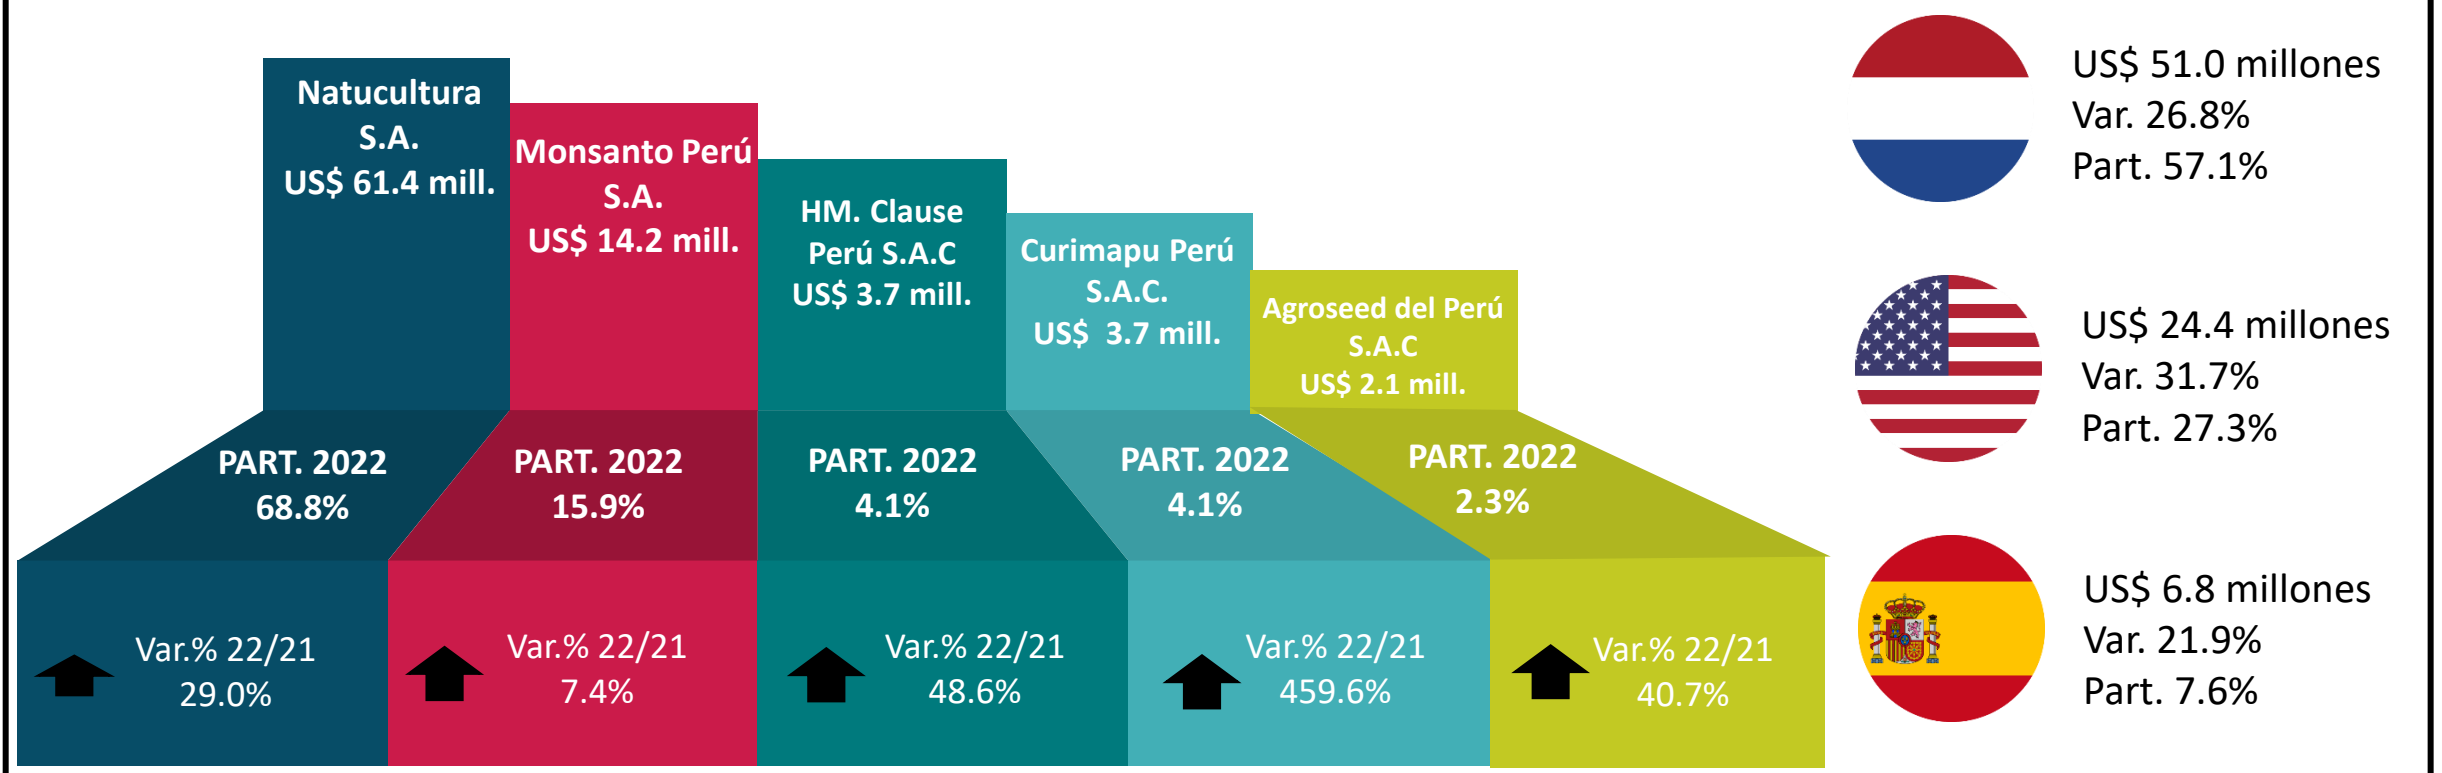 Natucultura
S.A.
US$ 61.4 mill.
Monsanto Perú
S.A.
US$ 14.2 mill.
HM. Clause
Perú S.A.C
US$ 3.7 mill.
Curimapu Perú
S.A.C.
US$  3.7 mill.
Agroseed del Perú
S.A.C
US$ 2.1 mill.
PART. 2022
68.8%
PART. 2022
15.9%
PART. 2022
4.1%
PART. 2022
4.1%
PART. 2022
2.3%
Var.% 22/21
29.0%
Var.% 22/21
7.4%
Var.% 22/21
48.6%
Var.% 22/21
459.6%
Var.% 22/21
40.7%
US$ 51.0 millones
Var. 26.8%
Part. 57.1%
US$ 24.4 millones
Var. 31.7%
Part. 27.3%
US$ 6.8 millones
Var. 21.9%
Part. 7.6%